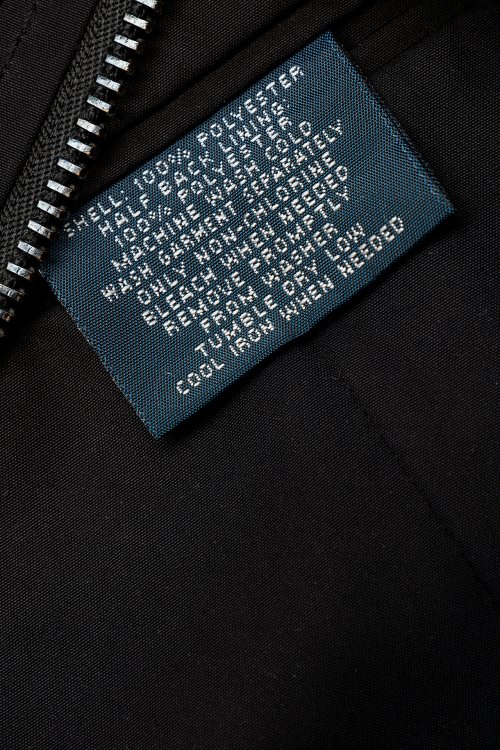 SHELL 100% POLYESTER
HALF BACK LINING
100% POLYESTER
MACHINE WASH COLD
WASH GARMENT SEPARATELY
ONLY NON-CHLORINE
BLEACH WHEN NEEDED
REMOVE PROMPTLY
FROM WASHER
TUMBLE DRY LOW
COOL IRON WHEN NEEDED